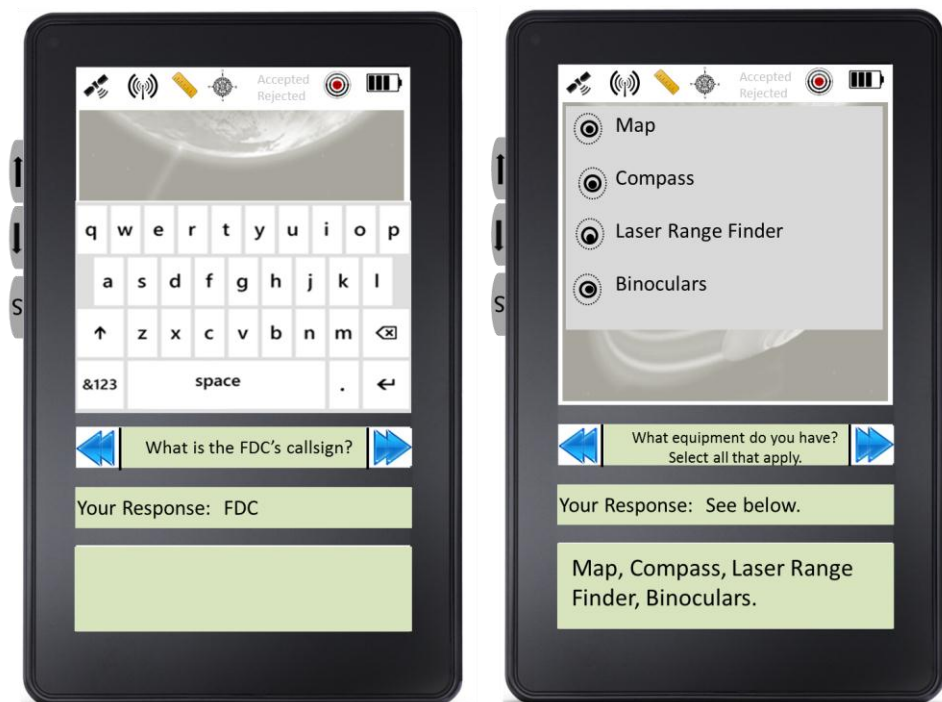 Accepted
Rejected
q w e r t y u i o p
a s d f g h j k l
z x c v b n m
&123 space .
S
What is the FDC's callsign?
Your Response: FDC
Accepted
Rejected
Map
Compass
Laser Range Finder
Binoculars
S
What equipment do you have?
Select all that apply.
Your Response: See below.
Map, Compass, Laser Range
Finder, Binoculars.